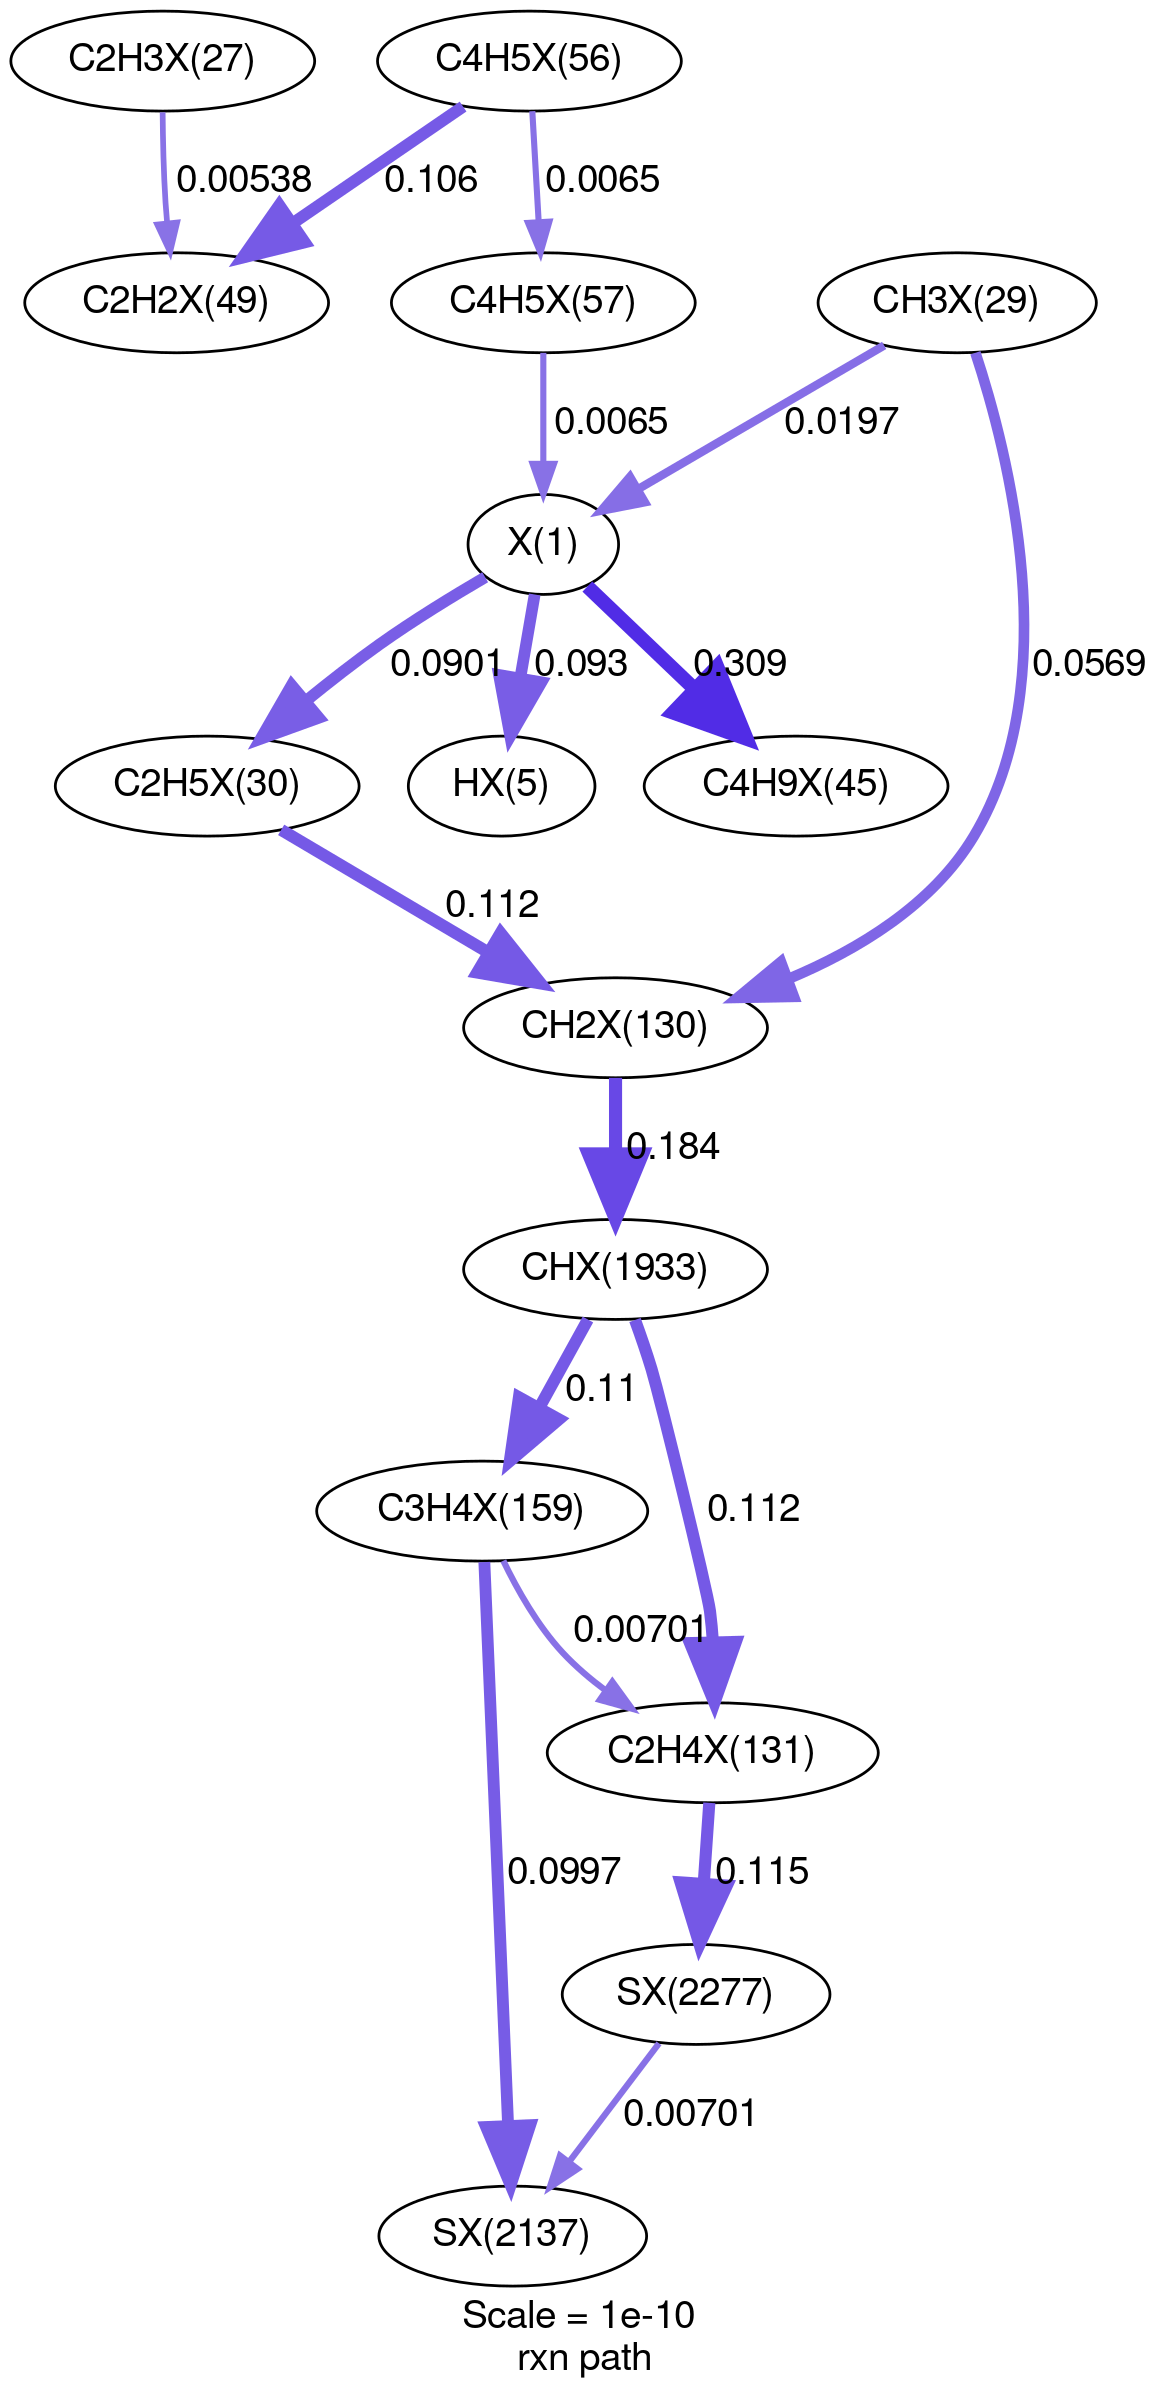 C2H3X(27)
C4H5X(56)
0.00538
0.106
0.0065
C2H2X(49)
C4H5X(57)
CH3X(29)
0.0065
0.0197
X(1)
0.0901
0.093
0.309
0.0569
C2H5X(30)
HX(5)
C4H9X(45)
0.112
CH2X(130)
0.184
CHX(1933)
0.11
0.112
C3H4X(159)
0.00701
C2H4X(131)
0.0997
0.115
SX(2277)
0.00701
SX(2137)
Scale = 1e-10
rxn path